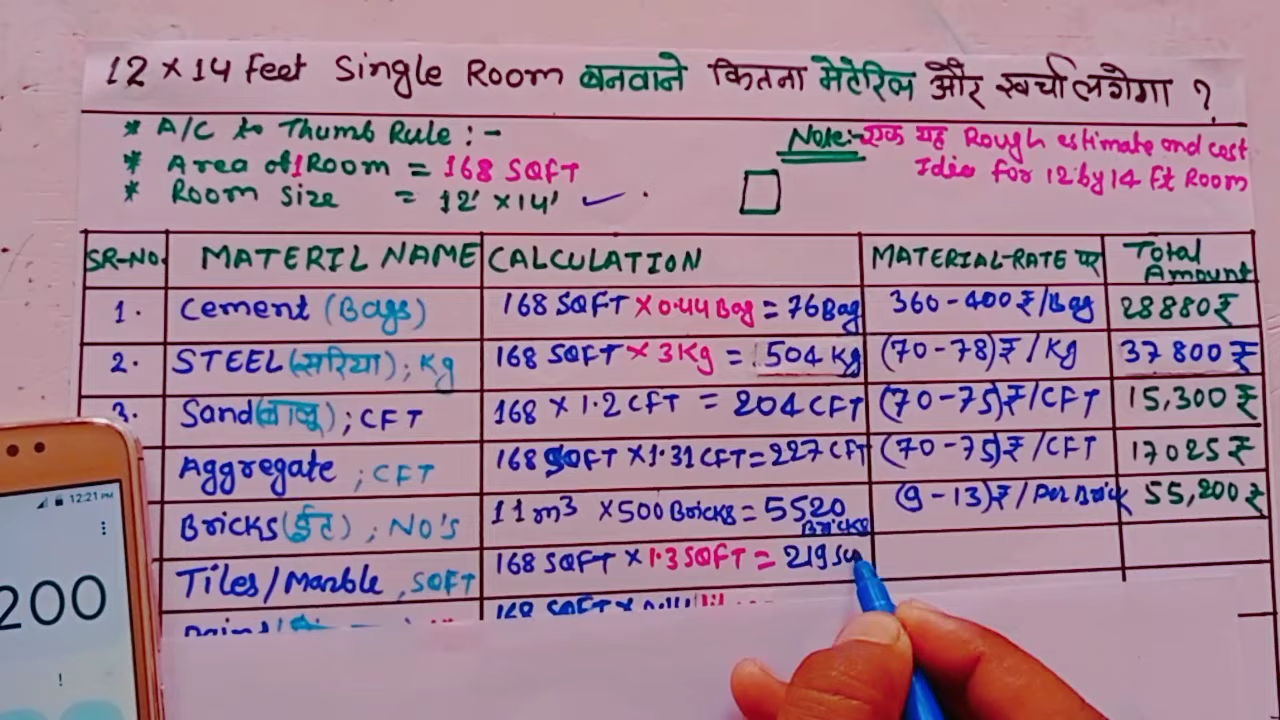 12 × 14 feet Single Room बनवाने कितना मेटेरिल और खर्चा लगेगा ?
* A/C to Thumb Rule : -
* Area of 1 Room = 168 SQFT
* Room Size = 12' × 14'
Note:- एक यह Rough estimate and cost
Idia for 12 by 14 Ft Room
SR-NO. MATERIL NAME CALCULATION MATERIAL-RATE पर Total Amount
1. Cement (Bags) 168 SQFT × 0.44 Bag = 76 Bag 360 - 400 ₹/Bag 28880 ₹
2. STEEL (सरिया) ; Kg 168 SQFT × 3 Kg = 504 Kg (70-78) ₹ / Kg 37800 ₹
3. Sand (बालू) ; CFT 168 × 1.2 CFT = 204 CFT (70-75) ₹/CFT 15,300 ₹
Aggregate ; CFT 168 SQFT × 1.31 CFT = 227 CFT (70-75) ₹ / CFT 17025 ₹
Bricks (ईट) ; NO'S 11 m³ × 500 Bricks = 5520 Bricks (9-13) ₹ / Per Brick 55,200 ₹
Tiles/Marble, SQFT 168 SQFT × 1.3 SQFT = 219
12:21 PM
200